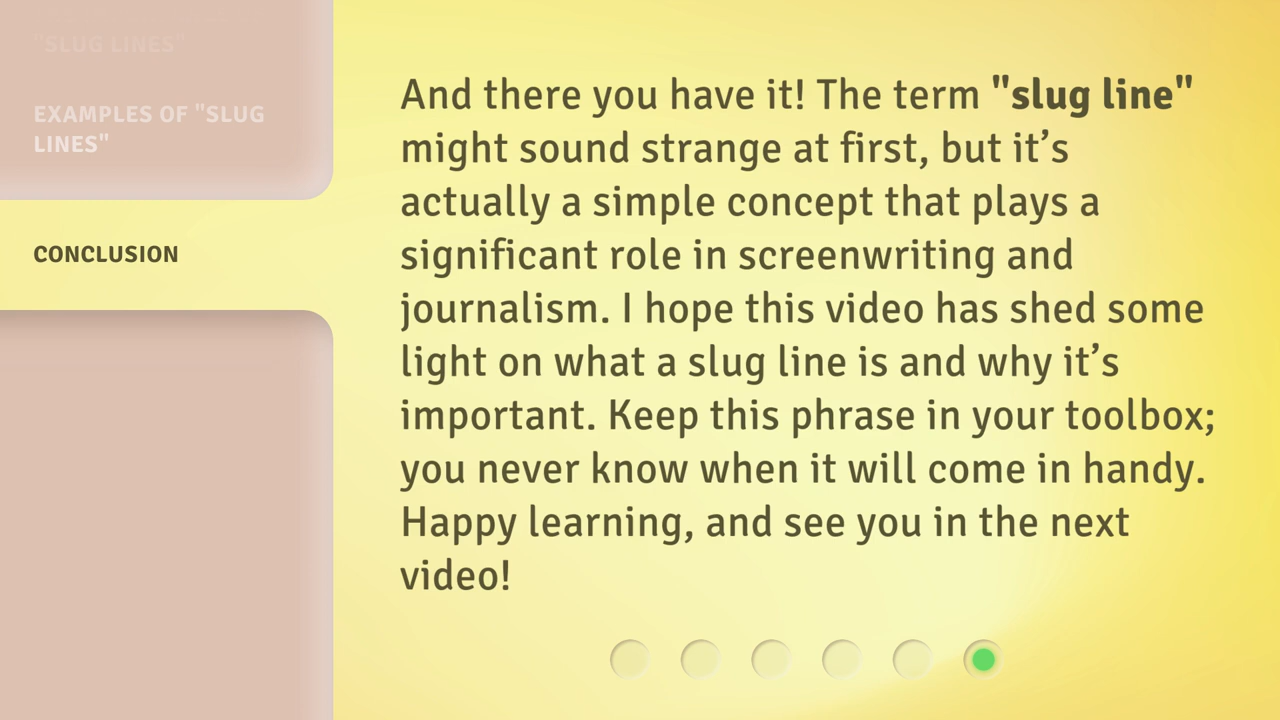 "SLUG LINES"
EXAMPLES OF "SLUG
LINES"
CONCLUSION
And there you have it! The term "slug line"
might sound strange at first, but it’s
actually a simple concept that plays a
significant role in screenwriting and
journalism. I hope this video has shed some
light on what a slug line is and why it’s
important. Keep this phrase in your toolbox;
you never know when it will come in handy.
Happy learning, and see you in the next
video!